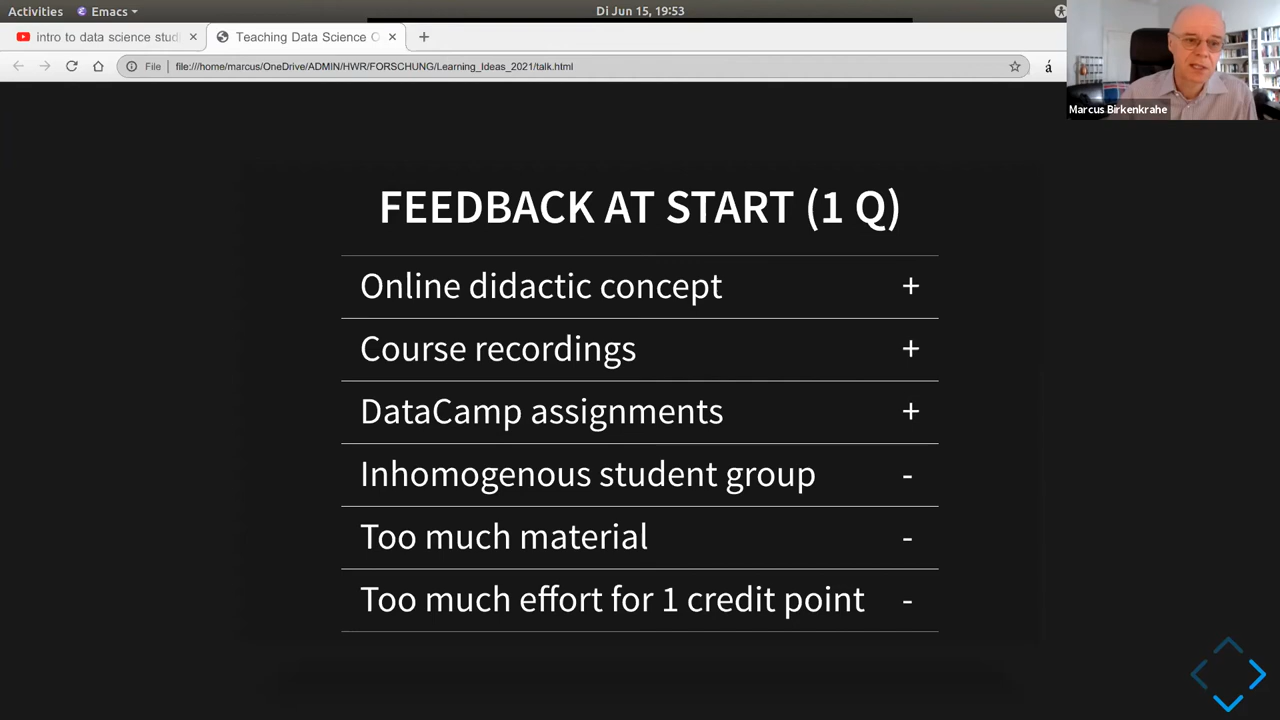 Activities Emacs Di Jun 15, 19:53
intro to data science stud Teaching Data Science O
File file:///home/marcus/OneDrive/ADMIN/HWR/FORSCHUNG/Learning_Ideas_2021/talk.html á
Marcus Birkenkrahe
FEEDBACK AT START (1 Q)
Online didactic concept +
Course recordings +
DataCamp assignments +
Inhomogenous student group -
Too much material -
Too much effort for 1 credit point -